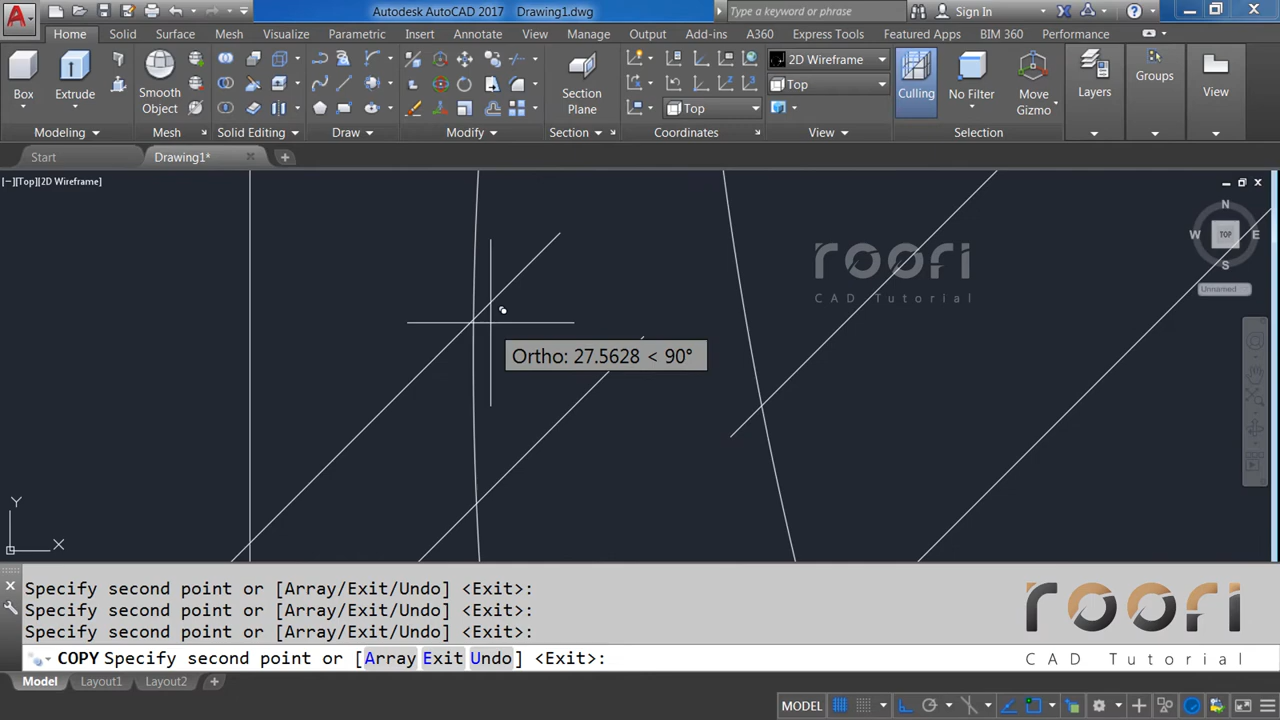 Autodesk AutoCAD 2017 Drawing1.dwg
Type a keyword or phrase
Sign In
Home Solid Surface Mesh Visualize Parametric Insert Annotate View Manage Output Add-ins A360 Express Tools Featured Apps BIM 360 Performance
Box
Extrude
Smooth
Object
Section
Plane
2D Wireframe
Top
Top
Culling
No Filter
Move
Gizmo
Layers
Groups
View
Modeling
Mesh
Solid Editing
Draw
Modify
Section
Coordinates
View
Selection
Start
Drawing1*
[−][Top][2D Wireframe]
N
W TOP E
S
Unnamed
roori
CAD Tutorial
Ortho: 27.5628 < 90°
Y
X
Specify second point or [Array/Exit/Undo] <Exit>:
Specify second point or [Array/Exit/Undo] <Exit>:
Specify second point or [Array/Exit/Undo] <Exit>:
COPY Specify second point or [Array Exit Undo] <Exit>:
roori
CAD Tutorial
Model Layout1 Layout2
MODEL